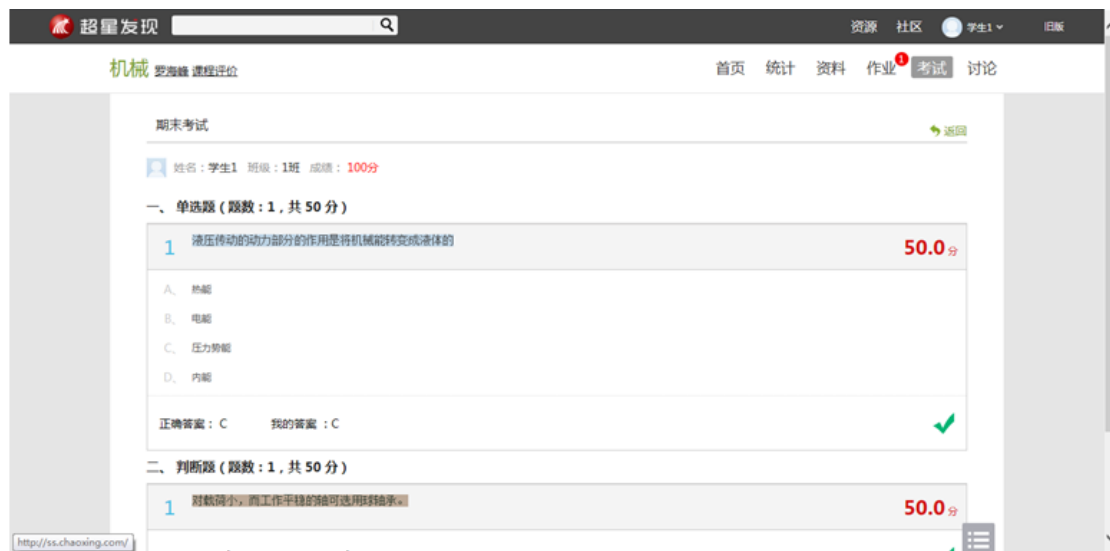 超星发现
资源 社区 学生1 旧版
机械 罗海峰 课程评价
首页 统计 资料 作业 1 考试 讨论
期末考试
返回
姓名：学生1 班级：1班 成绩：100分
一、 单选题（题数：1，共 50 分）
1 液压传动的动力部分的作用是将机械能转变成液体的
50.0 分
A、 热能
B、 电能
C、 压力势能
D、 内能
正确答案： C 我的答案 ：C
二、 判断题（题数：1，共 50 分）
1 对载荷小，而工作平稳的轴可选用球轴承。
50.0 分
http://ss.chaoxing.com/